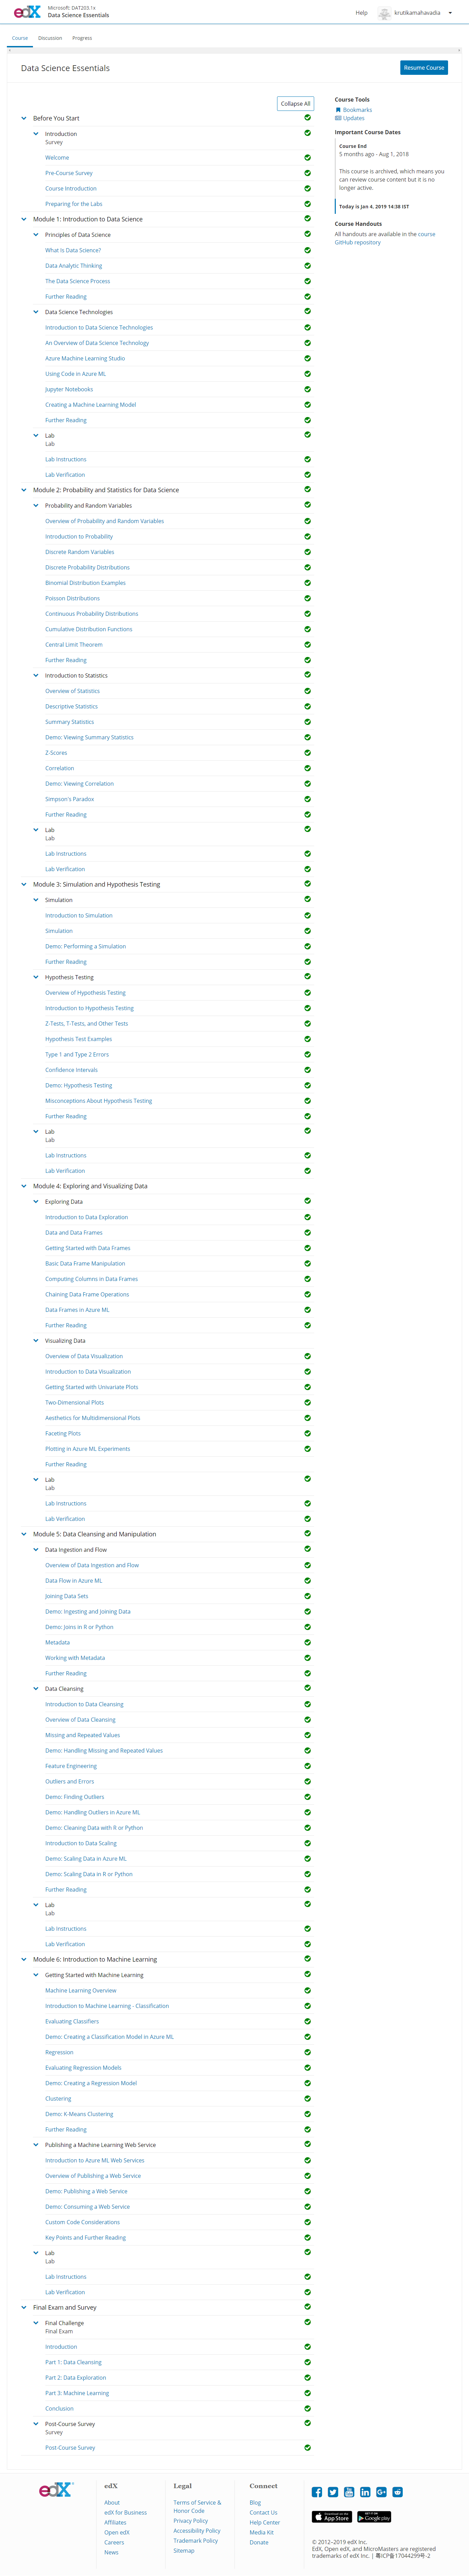 edX
Microsoft: DAT203.1x
Data Science Essentials
Help
krutikamahavadia
Course
Discussion
Progress
Data Science Essentials
Resume Course
Collapse All
Before You Start
Introduction
Survey
Welcome
Pre-Course Survey
Course Introduction
Preparing for the Labs
Module 1: Introduction to Data Science
Principles of Data Science
What Is Data Science?
Data Analytic Thinking
The Data Science Process
Further Reading
Data Science Technologies
Introduction to Data Science Technologies
An Overview of Data Science Technology
Azure Machine Learning Studio
Using Code in Azure ML
Jupyter Notebooks
Creating a Machine Learning Model
Further Reading
Lab
Lab
Lab Instructions
Lab Verification
Module 2: Probability and Statistics for Data Science
Probability and Random Variables
Overview of Probability and Random Variables
Introduction to Probability
Discrete Random Variables
Discrete Probability Distributions
Binomial Distribution Examples
Poisson Distributions
Continuous Probability Distributions
Cumulative Distribution Functions
Central Limit Theorem
Further Reading
Introduction to Statistics
Overview of Statistics
Descriptive Statistics
Summary Statistics
Demo: Viewing Summary Statistics
Z-Scores
Correlation
Demo: Viewing Correlation
Simpson's Paradox
Further Reading
Lab
Lab
Lab Instructions
Lab Verification
Module 3: Simulation and Hypothesis Testing
Simulation
Introduction to Simulation
Simulation
Demo: Performing a Simulation
Further Reading
Hypothesis Testing
Overview of Hypothesis Testing
Introduction to Hypothesis Testing
Z-Tests, T-Tests, and Other Tests
Hypothesis Test Examples
Type 1 and Type 2 Errors
Confidence Intervals
Demo: Hypothesis Testing
Misconceptions About Hypothesis Testing
Further Reading
Lab
Lab
Lab Instructions
Lab Verification
Module 4: Exploring and Visualizing Data
Exploring Data
Introduction to Data Exploration
Data and Data Frames
Getting Started with Data Frames
Basic Data Frame Manipulation
Computing Columns in Data Frames
Chaining Data Frame Operations
Data Frames in Azure ML
Further Reading
Visualizing Data
Overview of Data Visualization
Introduction to Data Visualization
Getting Started with Univariate Plots
Two-Dimensional Plots
Aesthetics for Multidimensional Plots
Faceting Plots
Plotting in Azure ML Experiments
Further Reading
Lab
Lab
Lab Instructions
Lab Verification
Module 5: Data Cleansing and Manipulation
Data Ingestion and Flow
Overview of Data Ingestion and Flow
Data Flow in Azure ML
Joining Data Sets
Demo: Ingesting and Joining Data
Demo: Joins in R or Python
Metadata
Working with Metadata
Further Reading
Data Cleansing
Introduction to Data Cleansing
Overview of Data Cleansing
Missing and Repeated Values
Demo: Handling Missing and Repeated Values
Feature Engineering
Outliers and Errors
Demo: Finding Outliers
Demo: Handling Outliers in Azure ML
Demo: Cleaning Data with R or Python
Introduction to Data Scaling
Demo: Scaling Data in Azure ML
Demo: Scaling Data in R or Python
Further Reading
Lab
Lab
Lab Instructions
Lab Verification
Module 6: Introduction to Machine Learning
Getting Started with Machine Learning
Machine Learning Overview
Introduction to Machine Learning - Classification
Evaluating Classifiers
Demo: Creating a Classification Model in Azure ML
Regression
Evaluating Regression Models
Demo: Creating a Regression Model
Clustering
Demo: K-Means Clustering
Further Reading
Publishing a Machine Learning Web Service
Introduction to Azure ML Web Services
Overview of Publishing a Web Service
Demo: Publishing a Web Service
Demo: Consuming a Web Service
Custom Code Considerations
Key Points and Further Reading
Lab
Lab
Lab Instructions
Lab Verification
Final Exam and Survey
Final Challenge
Final Exam
Introduction
Part 1: Data Cleansing
Part 2: Data Exploration
Part 3: Machine Learning
Conclusion
Post-Course Survey
Survey
Post-Course Survey
Course Tools
Bookmarks
Updates
Important Course Dates
Course End
5 months ago - Aug 1, 2018
This course is archived, which means you
can review course content but it is no
longer active.
Today is Jan 4, 2019 14:38 IST
Course Handouts
All handouts are available in the course
GitHub repository
edX
edX
About
edX for Business
Affiliates
Open edX
Careers
News
Legal
Terms of Service &
Honor Code
Privacy Policy
Accessibility Policy
Trademark Policy
Sitemap
Connect
Blog
Contact Us
Help Center
Media Kit
Donate
App Store
Google Play
© 2012–2019 edX Inc.
EdX, Open edX, and MicroMasters are registered
trademarks of edX Inc. | 粤ICP备17044299号-2